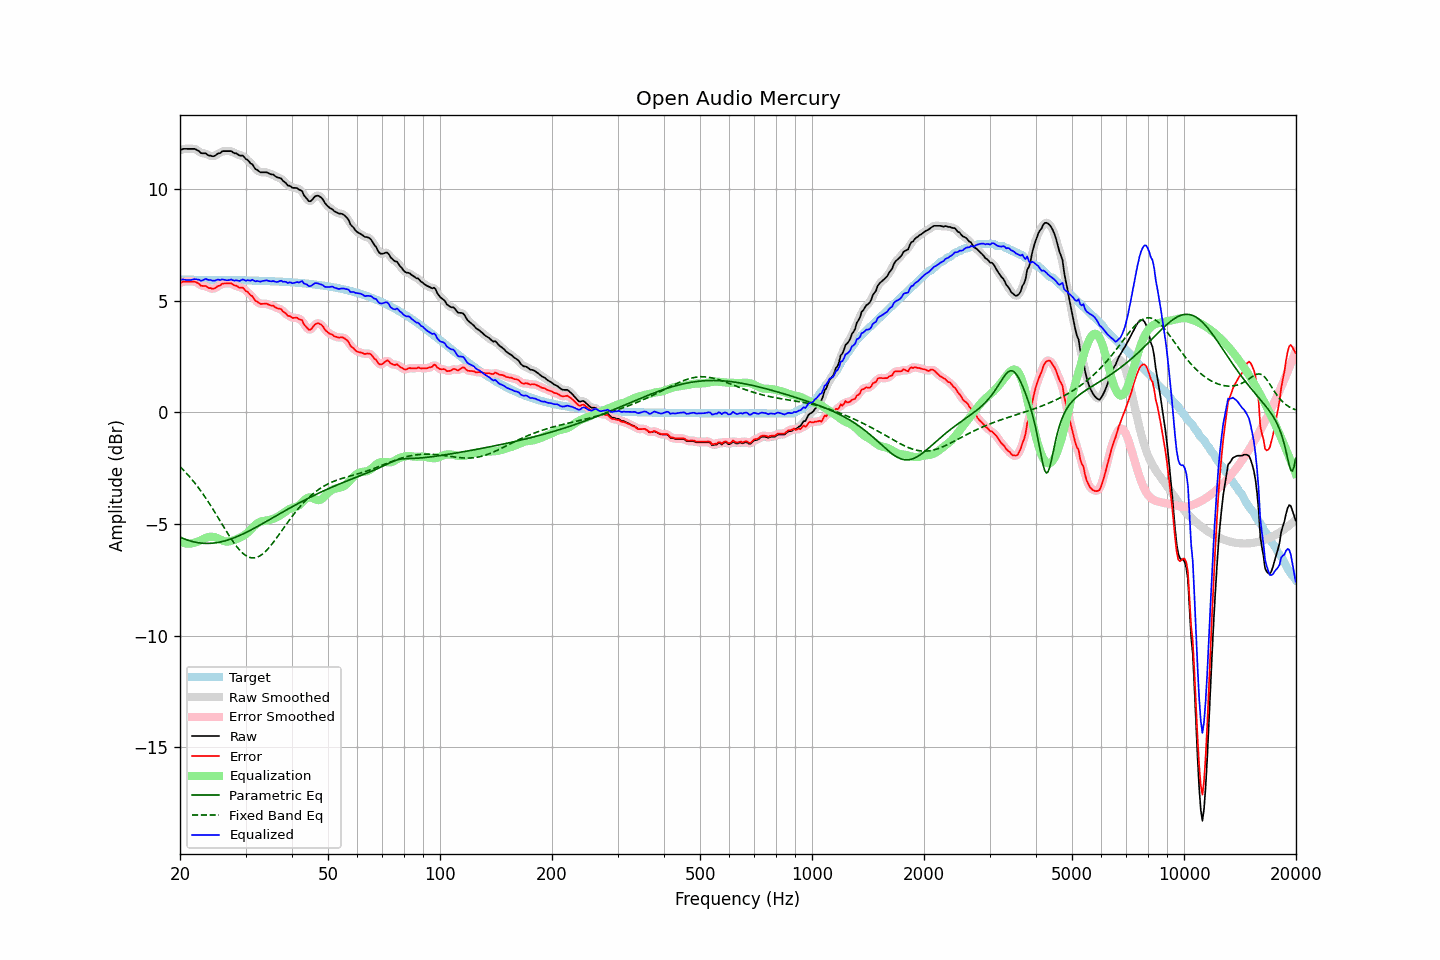 Open Audio Mercury
Amplitude (dBr)
10
5
0
−5
−10
−15
Target
Raw Smoothed
Error Smoothed
Raw
Error
Equalization
Parametric Eq
Fixed Band Eq
Equalized
20 50 100 200 500 1000 2000 5000 10000 20000
Frequency (Hz)